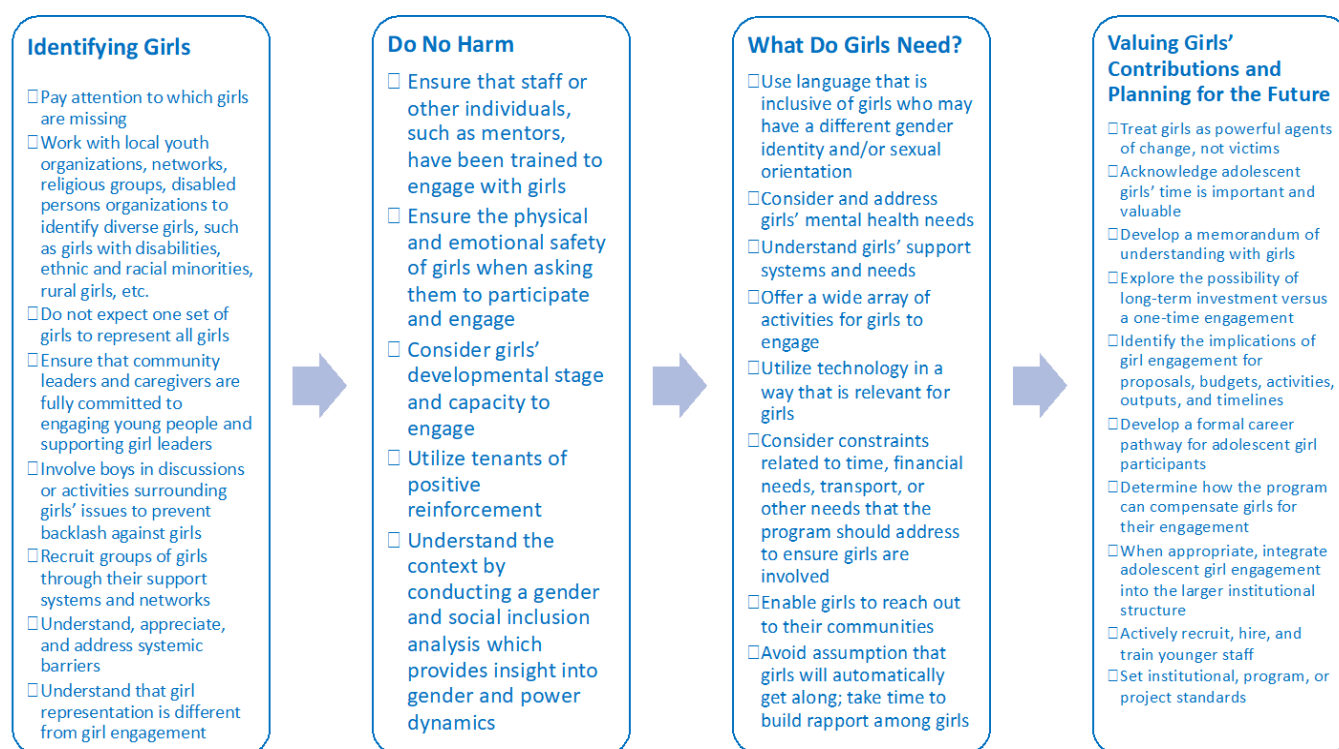 Identifying Girls
☐Pay attention to which girls
are missing
☐Work with local youth
organizations, networks,
religious groups, disabled
persons organizations to
identify diverse girls, such
as girls with disabilities,
ethnic and racial minorities,
rural girls, etc.
☐Do not expect one set of
girls to represent all girls
☐Ensure that community
leaders and caregivers are
fully committed to
engaging young people and
supporting girl leaders
☐Involve boys in discussions
or activities surrounding
girls’ issues to prevent
backlash against girls
☐Recruit groups of girls
through their support
systems and networks
☐Understand, appreciate,
and address systemic
barriers
☐Understand that girl
representation is different
from girl engagement
Do No Harm
☐ Ensure that staff or
other individuals,
such as mentors,
have been trained to
engage with girls
☐ Ensure the physical
and emotional safety
of girls when asking
them to participate
and engage
☐ Consider girls’
developmental stage
and capacity to
engage
☐ Utilize tenants of
positive
reinforcement
☐ Understand the
context by
conducting a gender
and social inclusion
analysis which
provides insight into
gender and power
dynamics
What Do Girls Need?
☐Use language that is
inclusive of girls who may
have a different gender
identity and/or sexual
orientation
☐Consider and address
girls’ mental health needs
☐Understand girls’ support
systems and needs
☐Offer a wide array of
activities for girls to
engage
☐Utilize technology in a
way that is relevant for
girls
☐Consider constraints
related to time, financial
needs, transport, or
other needs that the
program should address
to ensure girls are
involved
☐Enable girls to reach out
to their communities
☐Avoid assumption that
girls will automatically
get along; take time to
build rapport among girls
Valuing Girls’
Contributions and
Planning for the Future
☐Treat girls as powerful agents
of change, not victims
☐Acknowledge adolescent
girls’ time is important and
valuable
☐Develop a memorandum of
understanding with girls
☐Explore the possibility of
long-term investment versus
a one-time engagement
☐Identify the implications of
girl engagement for
proposals, budgets, activities,
outputs, and timelines
☐Develop a formal career
pathway for adolescent girl
participants
☐Determine how the program
can compensate girls for
their engagement
☐When appropriate, integrate
adolescent girl engagement
into the larger institutional
structure
☐Actively recruit, hire, and
train younger staff
☐Set institutional, program, or
project standards